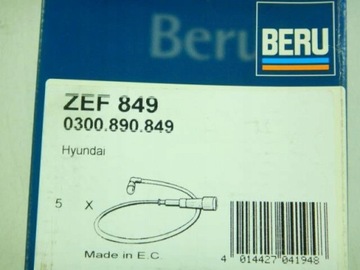 Beru
BERU
ZEF 849
0300.890.849
Hyundai
5 X
Made in E.C.
4 014427 041948